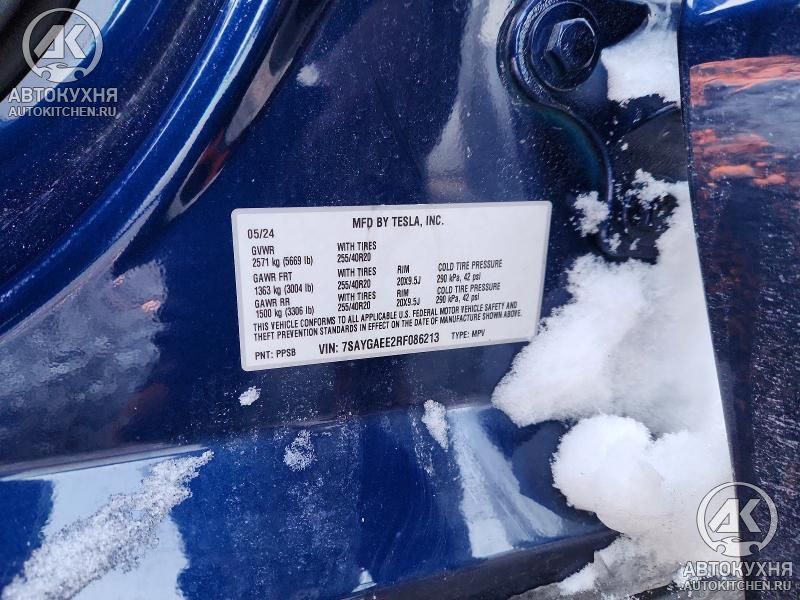 АК
АВТОКУХНЯ
AUTOKITCHEN.RU
MFD BY TESLA, INC.
05/24
GVWR WITH TIRES
2571 kg (5669 lb) 255/40R20
GAWR FRT WITH TIRES RIM COLD TIRE PRESSURE
1363 kg (3004 lb) 255/40R20 20X9.5J 290 kPa, 42 psi
GAWR RR WITH TIRES RIM COLD TIRE PRESSURE
1500 kg (3306 lb) 255/40R20 20X9.5J 290 kPa, 42 psi
THIS VEHICLE CONFORMS TO ALL APPLICABLE U.S. FEDERAL MOTOR VEHICLE SAFETY AND
THEFT PREVENTION STANDARDS IN EFFECT ON THE DATE OF MANUFACTURE SHOWN ABOVE.
PNT: PPSB VIN: 7SAYGAEE2RF086213 TYPE: MPV
АК
АВТОКУХНЯ
AUTOKITCHEN.RU